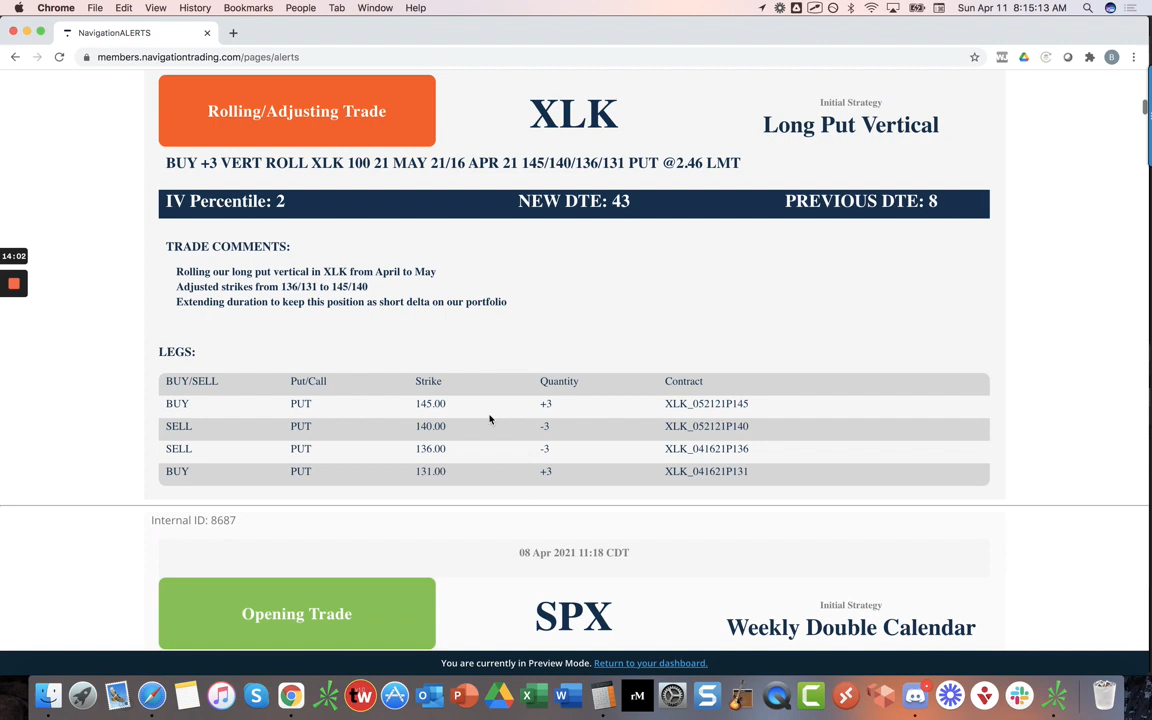 Chrome File Edit View History Bookmarks People Tab Window Help
Sun Apr 11 8:15:13 AM
NavigationALERTS
members.navigationtrading.com/pages/alerts
B
Rolling/Adjusting Trade
XLK
Initial Strategy
Long Put Vertical
BUY +3 VERT ROLL XLK 100 21 MAY 21/16 APR 21 145/140/136/131 PUT @2.46 LMT
IV Percentile: 2 NEW DTE: 43 PREVIOUS DTE: 8
14:02
TRADE COMMENTS:
Rolling our long put vertical in XLK from April to May
Adjusted strikes from 136/131 to 145/140
Extending duration to keep this position as short delta on our portfolio
LEGS:
BUY/SELL Put/Call Strike Quantity Contract
BUY PUT 145.00 +3 XLK_052121P145
SELL PUT 140.00 -3 XLK_052121P140
SELL PUT 136.00 -3 XLK_041621P136
BUY PUT 131.00 +3 XLK_041621P131
Internal ID: 8687
08 Apr 2021 11:18 CDT
Opening Trade
SPX
Initial Strategy
Weekly Double Calendar
You are currently in Preview Mode. Return to your dashboard.
tw
rM